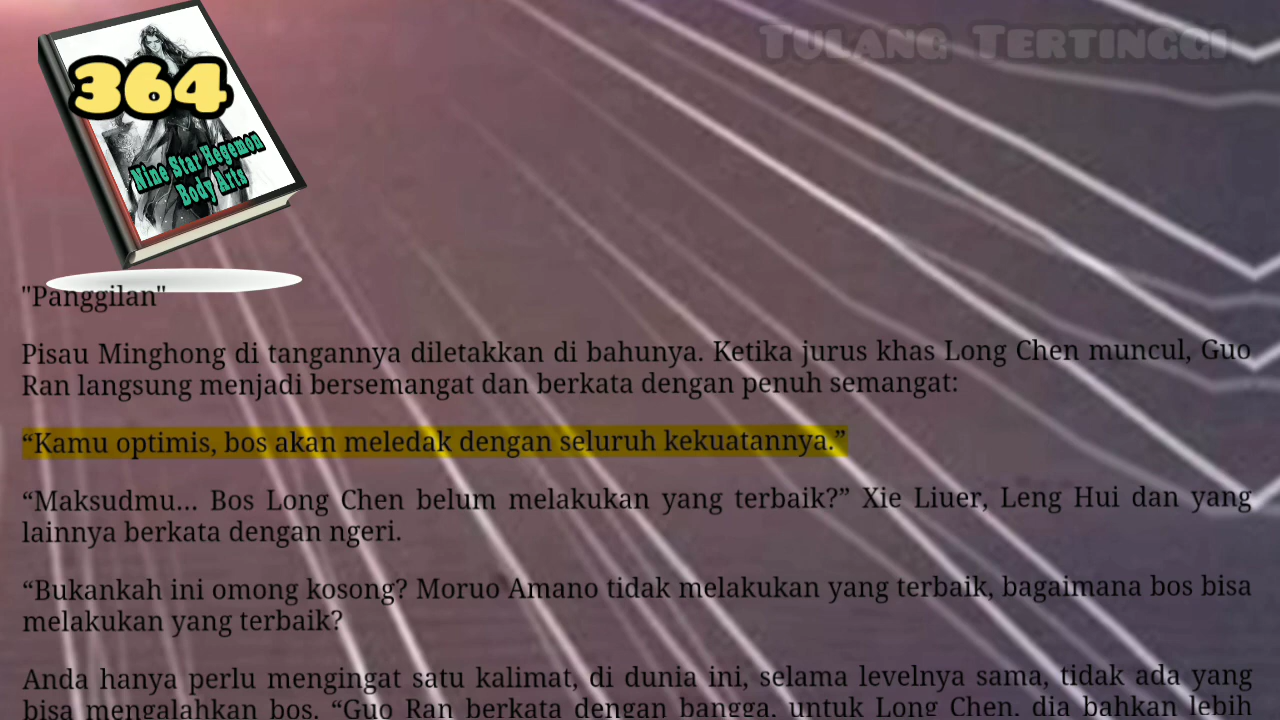 TULANG TERTINGGI
364
Nine Star Hegemon
Body Arts
"Panggilan"
Pisau Minghong di tangannya diletakkan di bahunya. Ketika jurus khas Long Chen muncul, Guo
Ran langsung menjadi bersemangat dan berkata dengan penuh semangat:
“Kamu optimis, bos akan meledak dengan seluruh kekuatannya.”
“Maksudmu... Bos Long Chen belum melakukan yang terbaik?” Xie Liuer, Leng Hui dan yang
lainnya berkata dengan ngeri.
“Bukankah ini omong kosong? Moruo Amano tidak melakukan yang terbaik, bagaimana bos bisa
melakukan yang terbaik?
Anda hanya perlu mengingat satu kalimat, di dunia ini, selama levelnya sama, tidak ada yang
bisa mengalahkan bos. “Guo Ran berkata dengan bangga, untuk Long Chen, dia bahkan lebih